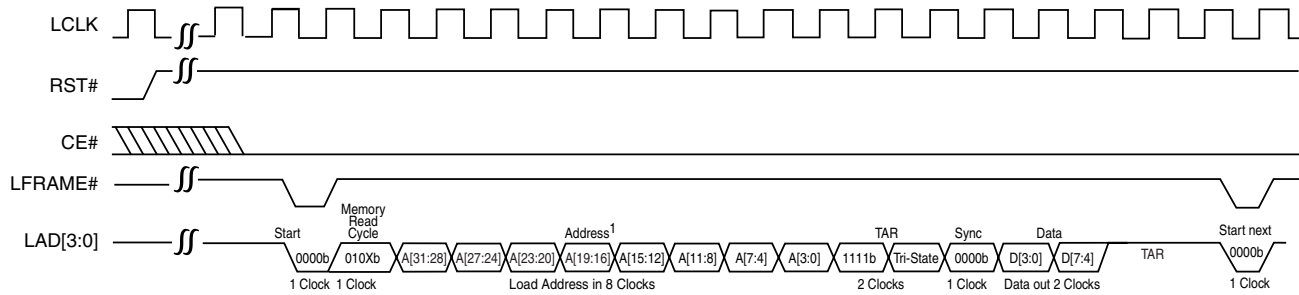 LCLK
RST#
CE#
LFRAME#
Memory
Read
Cycle
Start
Address1
TAR
Sync
Data
Start next
LAD[3:0]
0000b 010Xb A[31:28] A[27:24] A[23:20] A[19:16] A[15:12] A[11:8] A[7:4] A[3:0] 1111b Tri-State 0000b D[3:0] D[7:4] TAR 0000b
1 Clock 1 Clock Load Address in 8 Clocks 2 Clocks 1 Clock Data out 2 Clocks 1 Clock